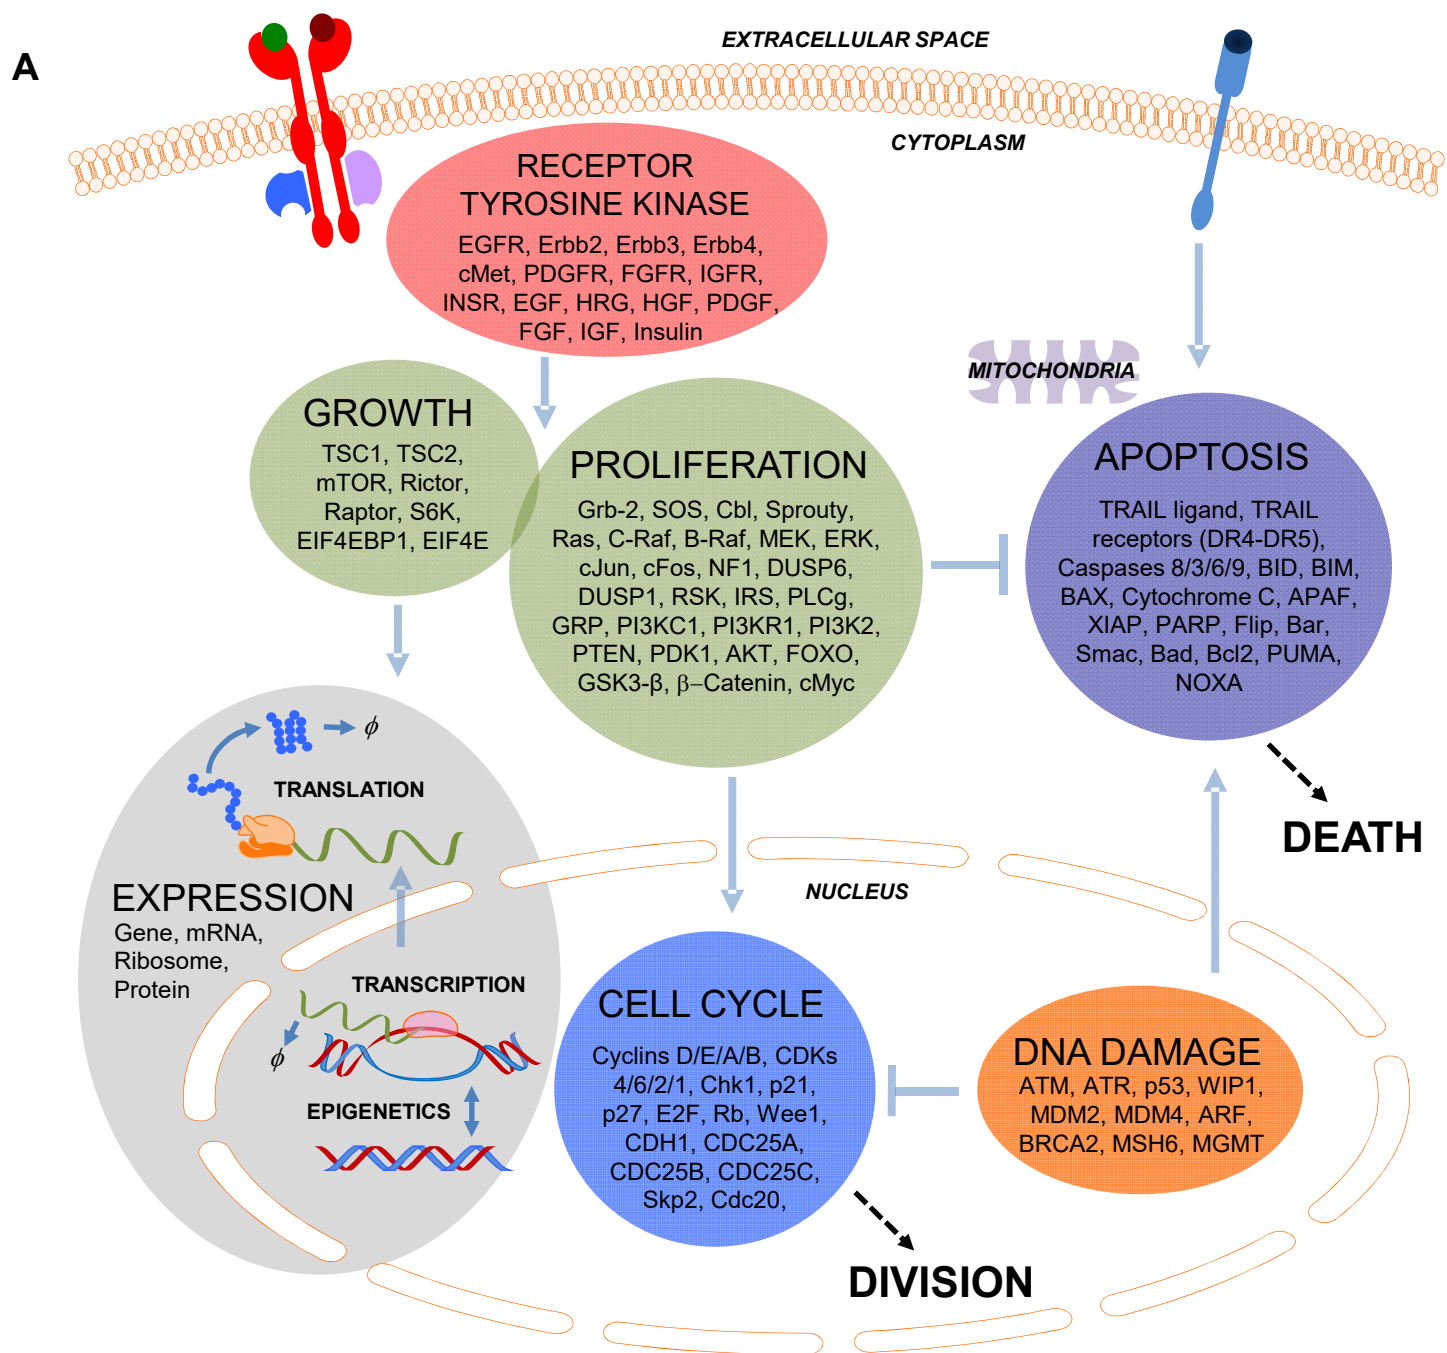 A
EXTRACELLULAR SPACE
CYTOPLASM
RECEPTOR
TYROSINE KINASE
EGFR, Erbb2, Erbb3, Erbb4,
cMet, PDGFR, FGFR, IGFR,
INSR, EGF, HRG, HGF, PDGF,
FGF, IGF, Insulin
MITOCHONDRIA
GROWTH
TSC1, TSC2,
mTOR, Rictor,
Raptor, S6K,
EIF4EBP1, EIF4E
PROLIFERATION
Grb-2, SOS, Cbl, Sprouty,
Ras, C-Raf, B-Raf, MEK, ERK,
cJun, cFos, NF1, DUSP6,
DUSP1, RSK, IRS, PLCg,
GRP, PI3KC1, PI3KR1, PI3K2,
PTEN, PDK1, AKT, FOXO,
GSK3-β, β−Catenin, cMyc
APOPTOSIS
TRAIL ligand, TRAIL
receptors (DR4-DR5),
Caspases 8/3/6/9, BID, BIM,
BAX, Cytochrome C, APAF,
XIAP, PARP, Flip, Bar,
Smac, Bad, Bcl2, PUMA,
NOXA
DEATH
ϕ
TRANSLATION
EXPRESSION
Gene, mRNA,
Ribosome,
Protein
TRANSCRIPTION
ϕ
EPIGENETICS
NUCLEUS
CELL CYCLE
Cyclins D/E/A/B, CDKs
4/6/2/1, Chk1, p21,
p27, E2F, Rb, Wee1,
CDH1, CDC25A,
CDC25B, CDC25C,
Skp2, Cdc20,
DNA DAMAGE
ATM, ATR, p53, WIP1,
MDM2, MDM4, ARF,
BRCA2, MSH6, MGMT
DIVISION